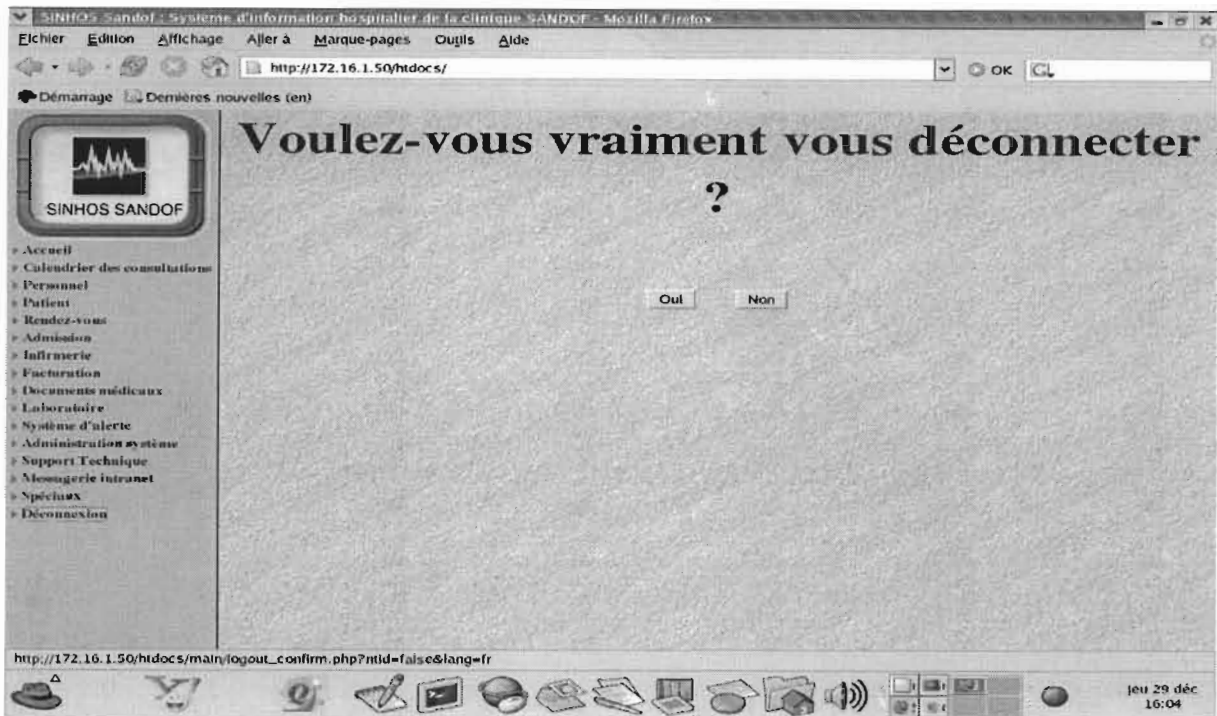 SINHOS Sandof : Système d'information hospitalier de la clinique SANDOF - Mozilla Firefox
Fichier Edition Affichage Aller à Marque-pages Outils Aide
http://172.16.1.50/htdocs/ OK
Démarrage Dernières nouvelles (en)
SINHOS SANDOF
Voulez-vous vraiment vous déconnecter
?
Oui Non
Accueil
Calendrier des consultations
Personnel
Patient
Rendez-vous
Admission
Infirmerie
Facturation
Documents médicaux
Laboratoire
Système d'alerte
Administration système
Support Technique
Messagerie intranet
Spéciaux
Déconnexion
http://172.16.1.50/htdocs/main/logout_confirm.php?ntid=false&lang=fr
jeu 29 déc
16:04